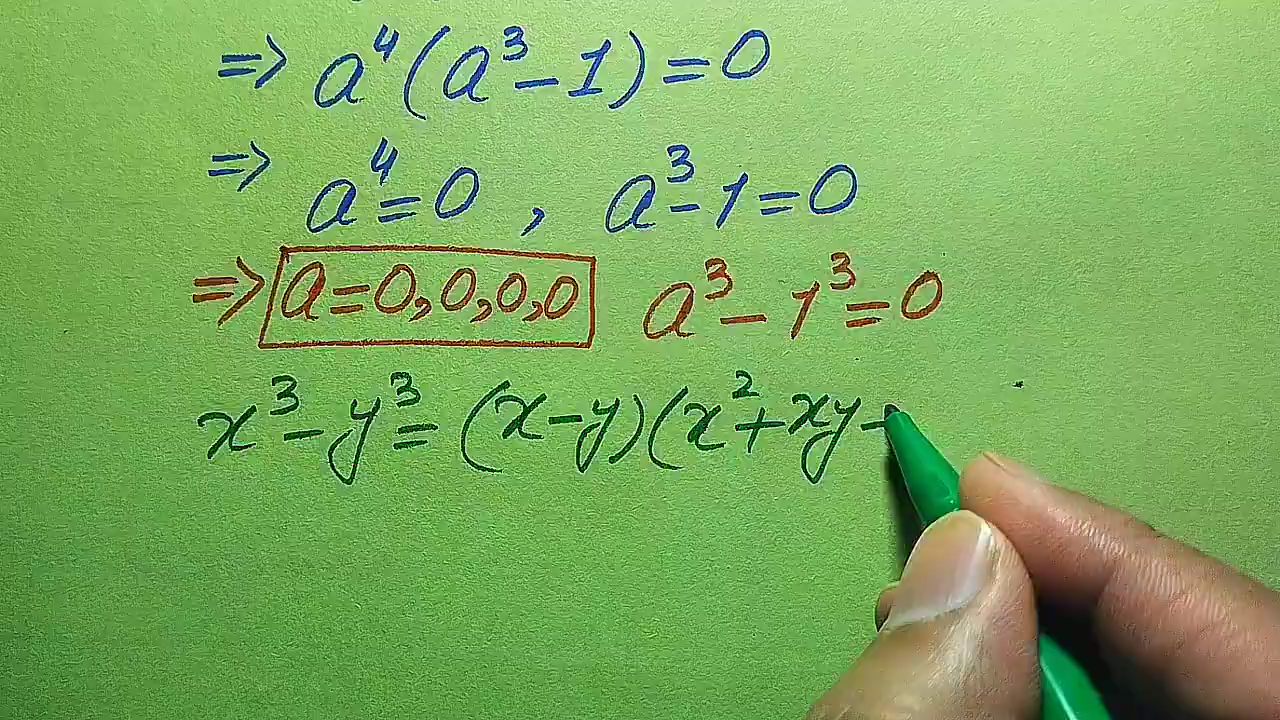 => a⁴(a³-1)=0
=> a⁴=0, a³-1=0
=> a=0,0,0,0 a³-1³=0
x³-y³=(x-y)(x²+xy-